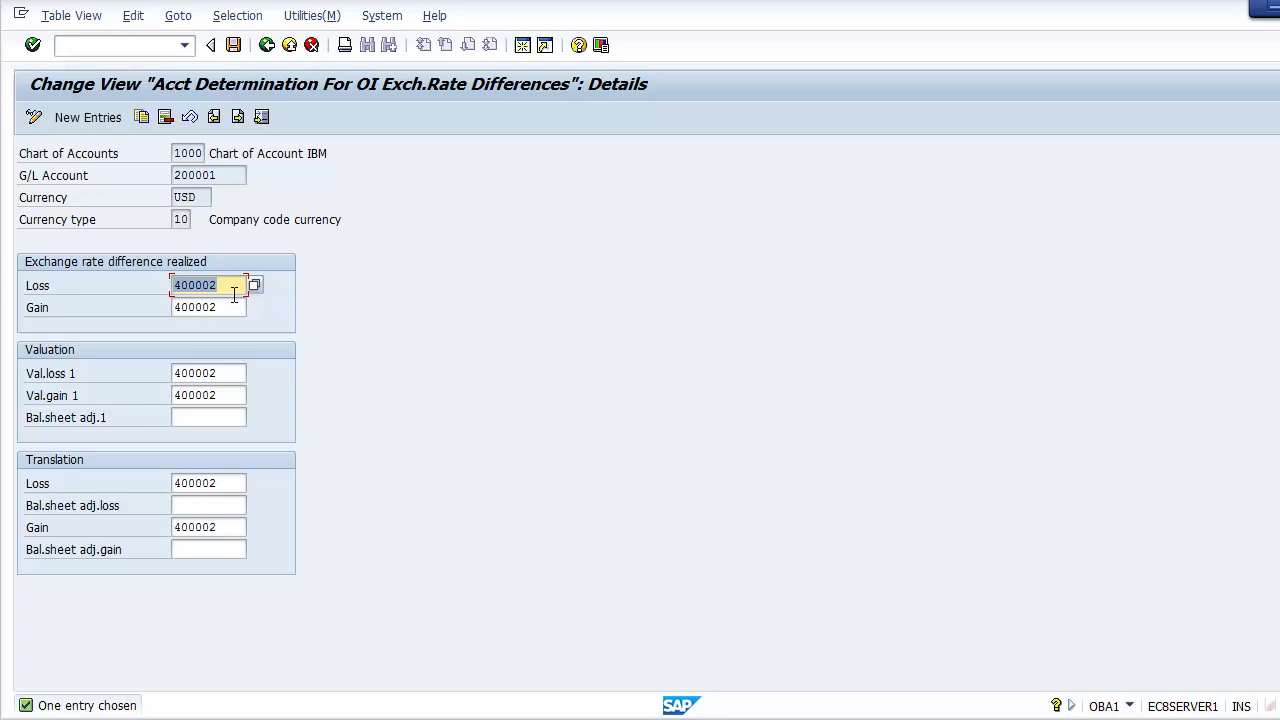 Table View Edit Goto Selection Utilities(M) System Help
Change View "Acct Determination For OI Exch.Rate Differences": Details
New Entries
Chart of Accounts 1000 Chart of Account IBM
G/L Account 200001
Currency USD
Currency type 10 Company code currency
Exchange rate difference realized
Loss 400002
Gain 400002
Valuation
Val.loss 1 400002
Val.gain 1 400002
Bal.sheet adj.1
Translation
Loss 400002
Bal.sheet adj.loss
Gain 400002
Bal.sheet adj.gain
One entry chosen SAP OBA1 EC8SERVER1 INS